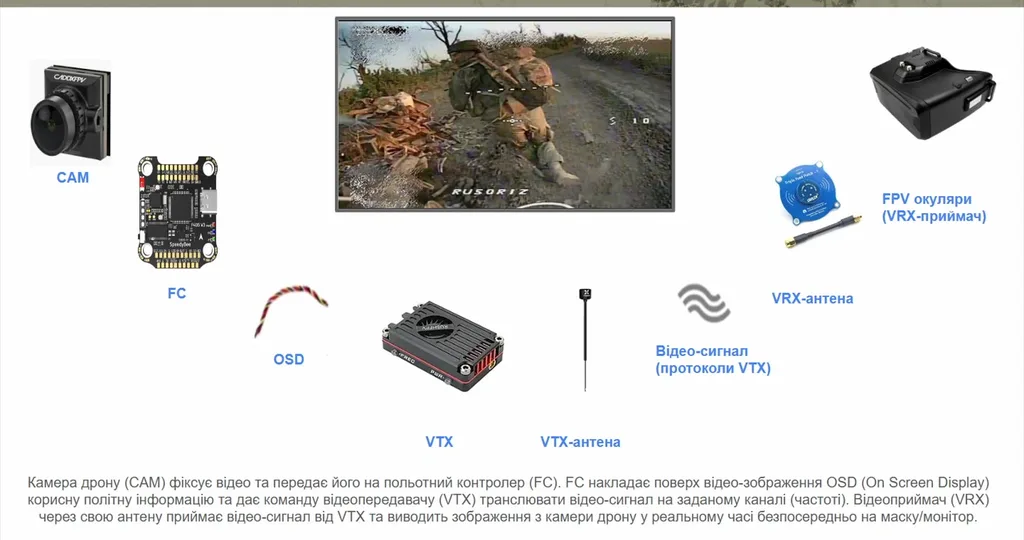 CADDXFPV
CAM
FC
SpeedyBee
OSD
VTX
VTX-антена
Відео-сигнал
(протоколи VTX)
VRX-антена
FPV окуляри
(VRX-приймач)
S 10
RUSORIZ
Камера дрону (CAM) фіксує відео та передає його на польотний контролер (FC). FC накладає поверх відео-зображення OSD (On Screen Display)
корисну політну інформацію та дає команду відеопередавачу (VTX) транслювати відео-сигнал на заданому каналі (частоті). Відеоприймач (VRX)
через свою антену приймає відео-сигнал від VTX та виводить зображення з камери дрону у реальному часі безпосередньо на маску/монітор.